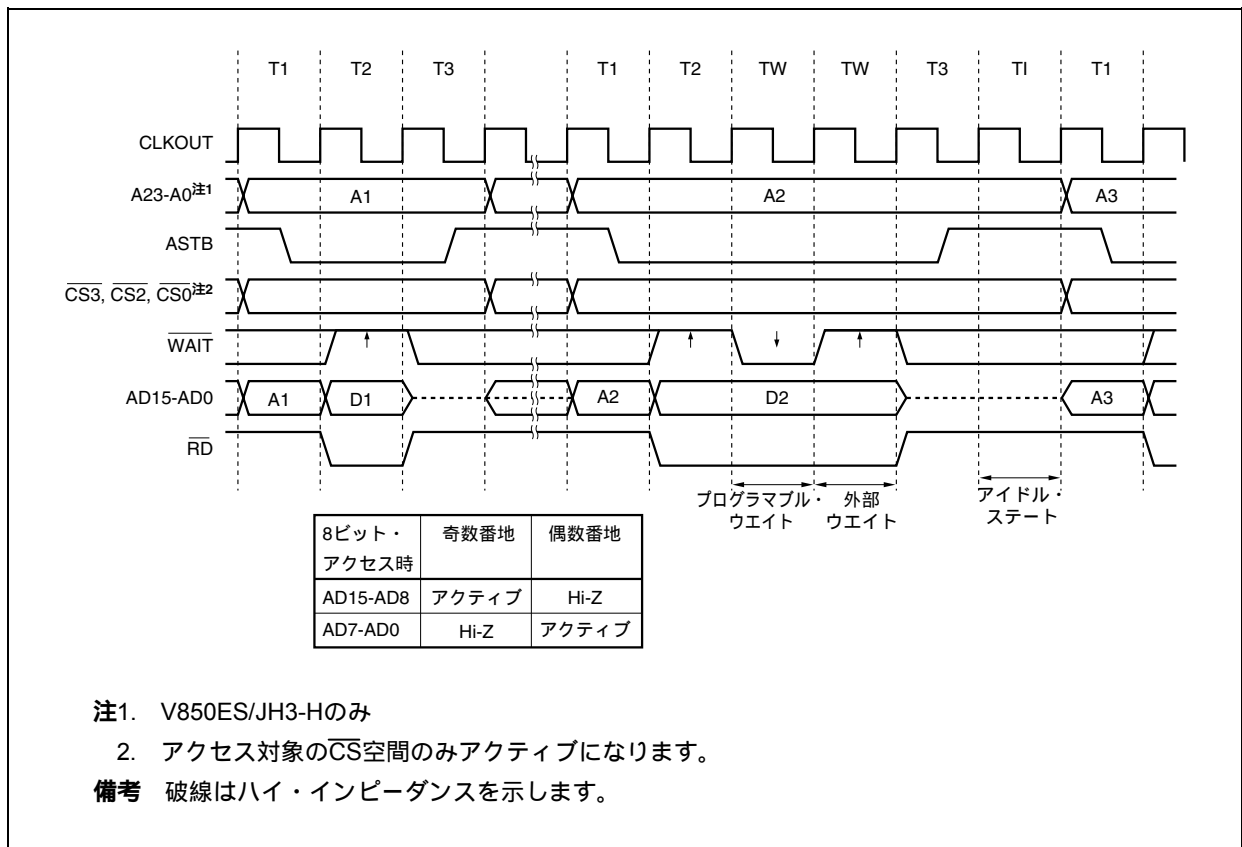 T1 T2 T3 T1 T2 TW TW T3 TI T1
CLKOUT
A23-A0注1 A1 A2 A3
ASTB
CS3, CS2, CS0注2
WAIT
AD15-AD0 A1 D1 A2 D2 A3
RD
プログラマブル・ 外部 アイドル・
ウエイト ウエイト ステート
8ビット・ 奇数番地 偶数番地
アクセス時
AD15-AD8 アクティブ Hi-Z
AD7-AD0 Hi-Z アクティブ
注1. V850ES/JH3-Hのみ
2. アクセス対象のCS空間のみアクティブになります。
備考 破線はハイ・インピーダンスを示します。